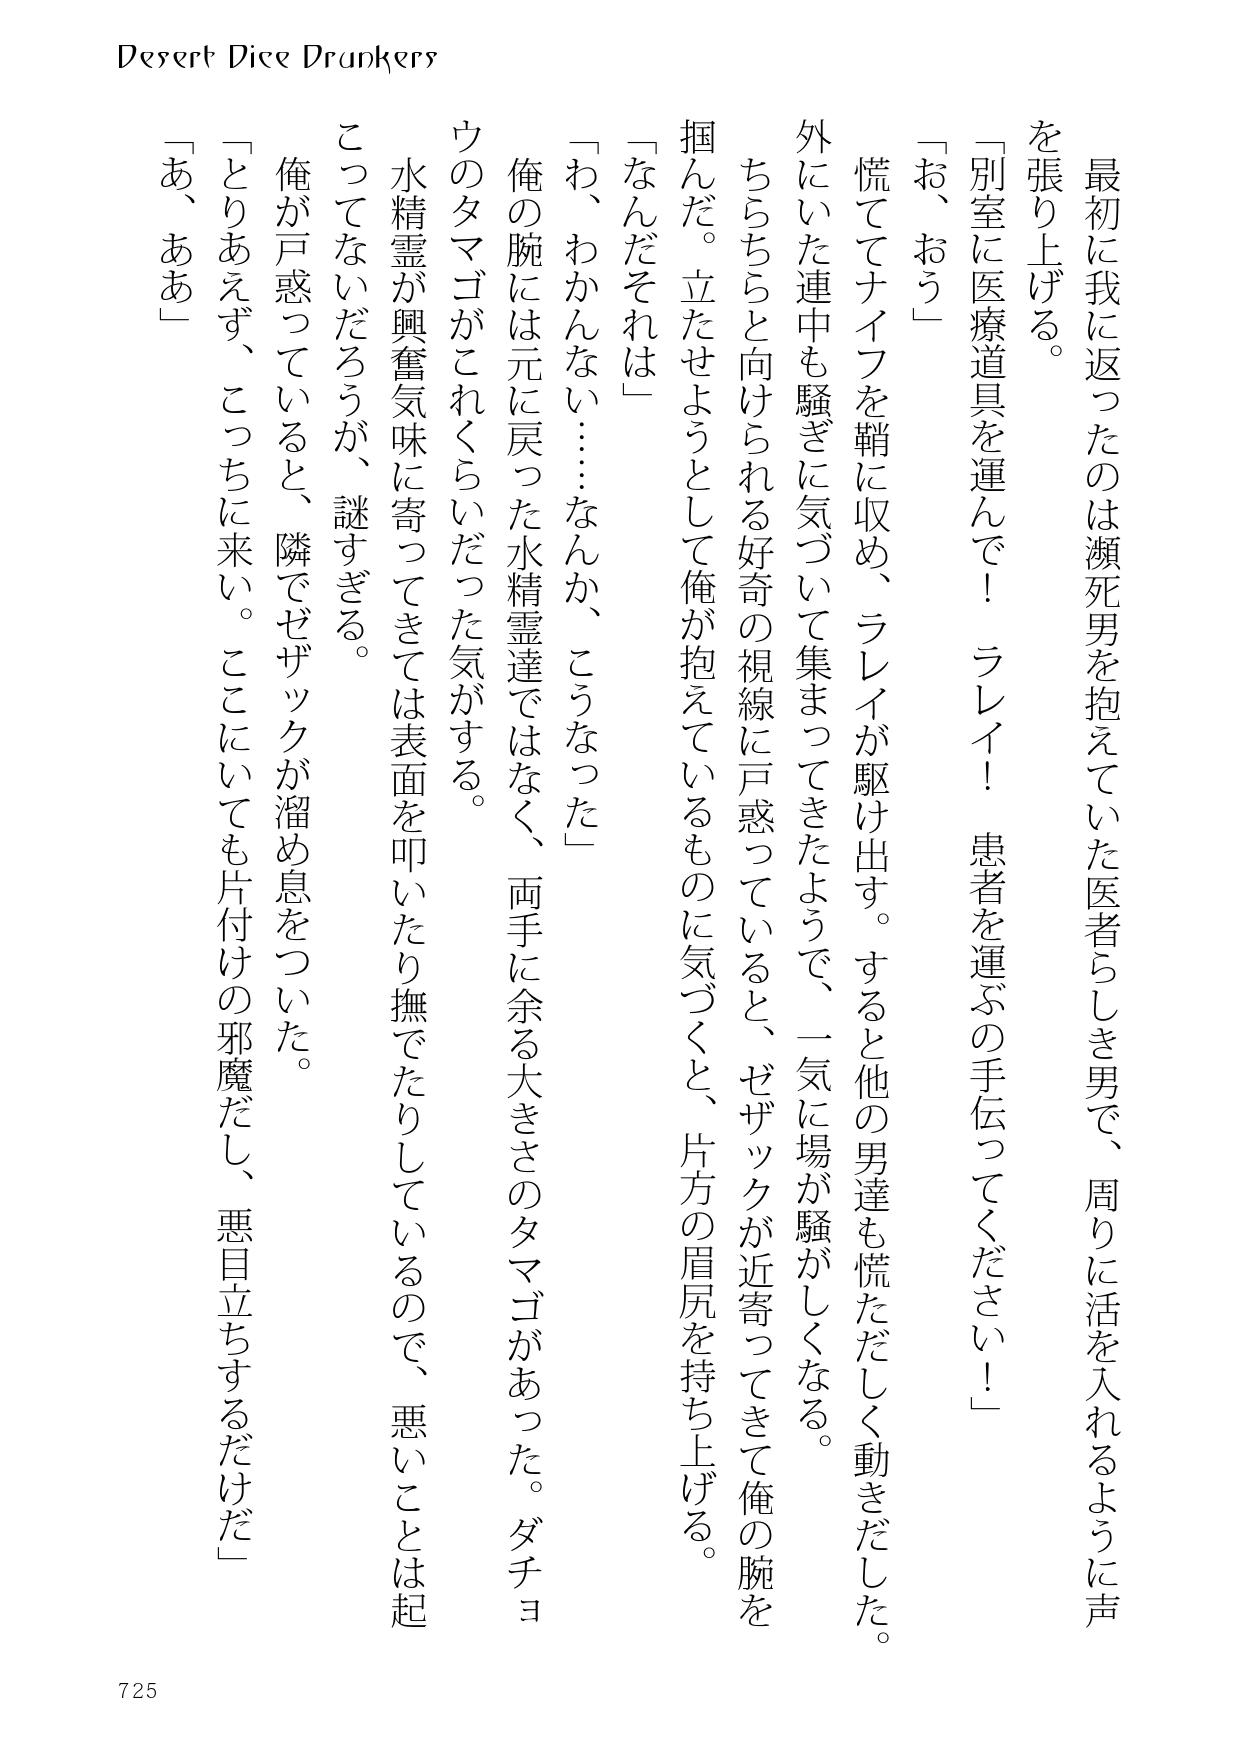 Desert Dice Drunkers
　最初に我に返ったのは瀕死男を抱えていた医者らしき男で、周りに活を入れるように声
を張り上げる。
「別室に医療道具を運んで！　ラレイ！　患者を運ぶの手伝ってください！」
「お、おう」
　慌ててナイフを鞘に収め、ラレイが駆け出す。すると他の男達も慌ただしく動きだした。
外にいた連中も騒ぎに気づいて集まってきたようで、一気に場が騒がしくなる。
　ちらちらと向けられる好奇の視線に戸惑っていると、ゼザックが近寄ってきて俺の腕を
掴んだ。立たせようとして俺が抱えているものに気づくと、片方の眉尻を持ち上げる。
「なんだそれは」
「わ、わかんない……なんか、こうなった」
　俺の腕には元に戻った水精霊達ではなく、両手に余る大きさのタマゴがあった。ダチョ
ウのタマゴがこれくらいだった気がする。
　水精霊が興奮気味に寄ってきては表面を叩いたり撫でたりしているので、悪いことは起
こってないだろうが、謎すぎる。
　俺が戸惑っていると、隣でゼザックが溜め息をついた。
「とりあえず、こっちに来い。ここにいても片付けの邪魔だし、悪目立ちするだけだ」
「あ、ああ」
725